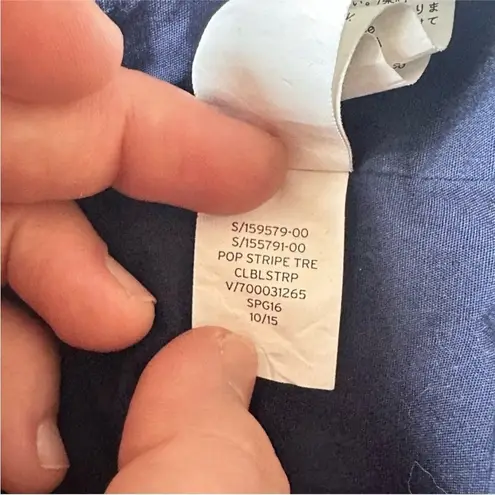 S/159579-00
S/155791-00
POP STRIPE TRE
CLBLSTRP
V/700031265
SPG16
10/15